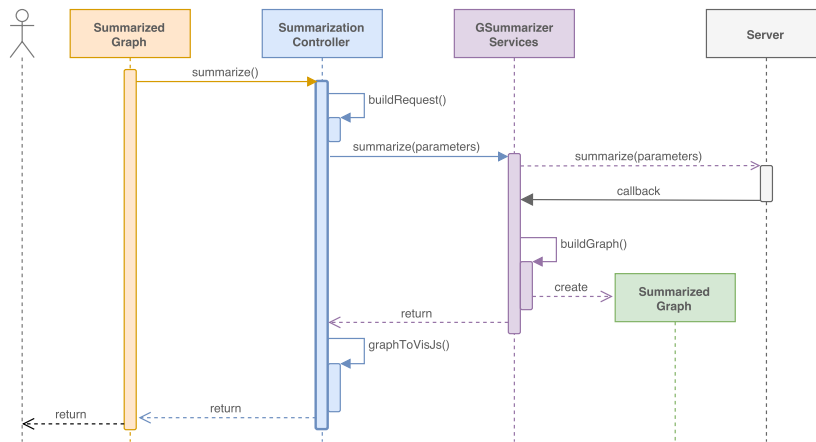 Summarized
Graph
Summarization
Controller
GSummarizer
Services
Server
summarize()
buildRequest()
summarize(parameters)
summarize(parameters)
callback
buildGraph()
create
Summarized
Graph
return
graphToVisJs()
return
return